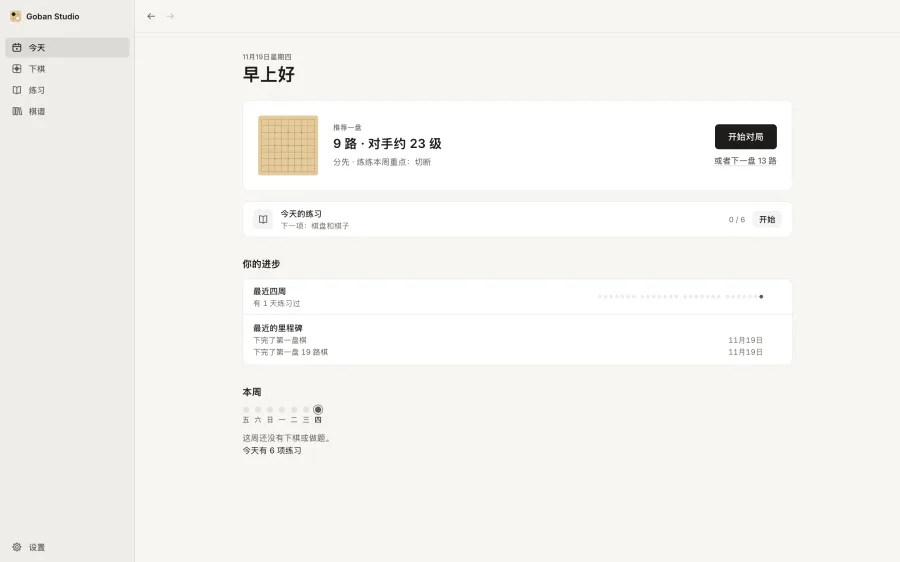 Goban Studio
今天
下棋
练习
棋谱
设置
11月19日星期四
早上好
推荐一盘
9 路 · 对手约 23 级
分先 · 练练本周重点：切断
开始对局
或者下一盘 13 路
今天的练习
下一项：棋盘和棋子
0 / 6
开始
你的进步
最近四周
有 1 天练习过
最近的里程碑
下完了第一盘棋
11月19日
下完了第一盘 19 路棋
11月19日
本周
五 六 日 一 二 三 四
这周还没有下棋或做题。
今天有 6 项练习